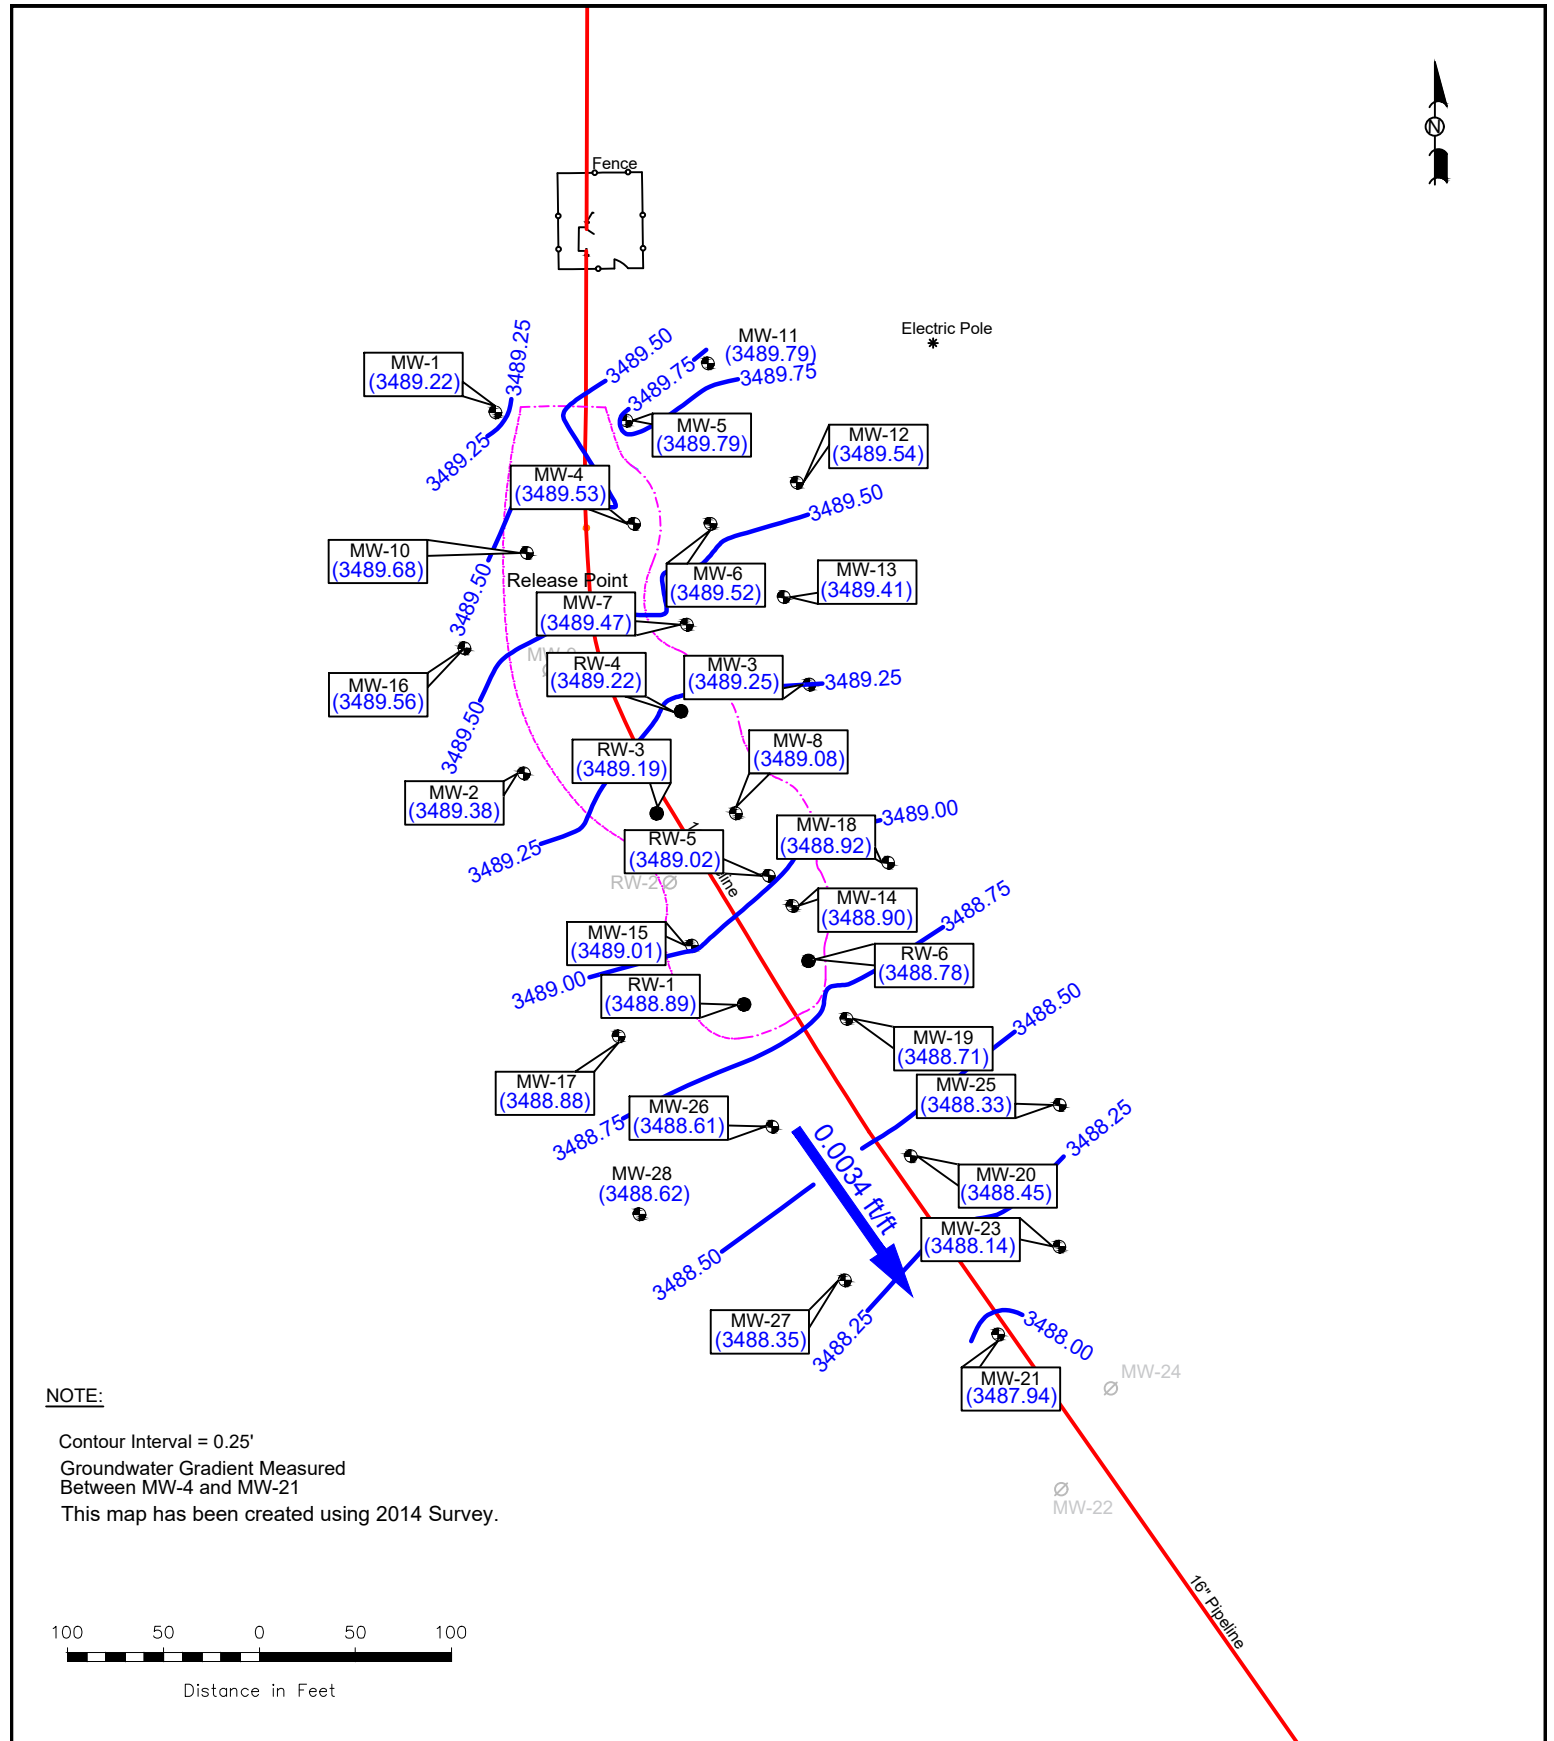 N
Fence
Electric Pole
MW-11
(3489.79)
MW-1
(3489.22)
3489.25
3489.50
3489.75
3489.75
3489.25
MW-5
(3489.79)
MW-12
(3489.54)
MW-4
(3489.53)
3489.50
MW-10
(3489.68)
3489.50
Release Point
MW-6
(3489.52)
MW-13
(3489.41)
MW-7
(3489.47)
RW-4
(3489.22)
MW-3
(3489.25)
3489.25
MW-16
(3489.56)
3489.50
RW-3
(3489.19)
MW-8
(3489.08)
MW-2
(3489.38)
3489.25
3489.00
MW-18
(3488.92)
RW-5
(3489.02)
RW-2
MW-14
(3488.90)
3488.75
MW-15
(3489.01)
RW-6
(3488.78)
3489.00
RW-1
(3488.89)
3488.50
MW-19
(3488.71)
MW-17
(3488.88)
MW-25
(3488.33)
MW-26
(3488.61)
3488.75
3488.25
0.0034 ft/ft
MW-28
(3488.62)
MW-20
(3488.45)
MW-23
(3488.14)
3488.50
MW-27
(3488.35)
3488.25
3488.00
MW-21
(3487.94)
MW-24
MW-22
16" Pipeline
NOTE:
Contour Interval = 0.25'
Groundwater Gradient Measured
Between MW-4 and MW-21
This map has been created using 2014 Survey.
100 50 0 50 100
Distance in Feet